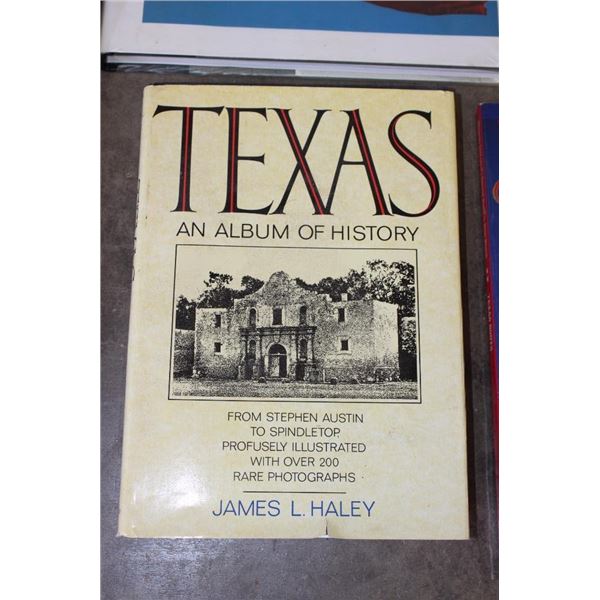 TEXAS
AN ALBUM OF HISTORY
FROM STEPHEN AUSTIN
TO SPINDLETOP,
PROFUSELY ILLUSTRATED
WITH OVER 200
RARE PHOTOGRAPHS
JAMES L. HALEY